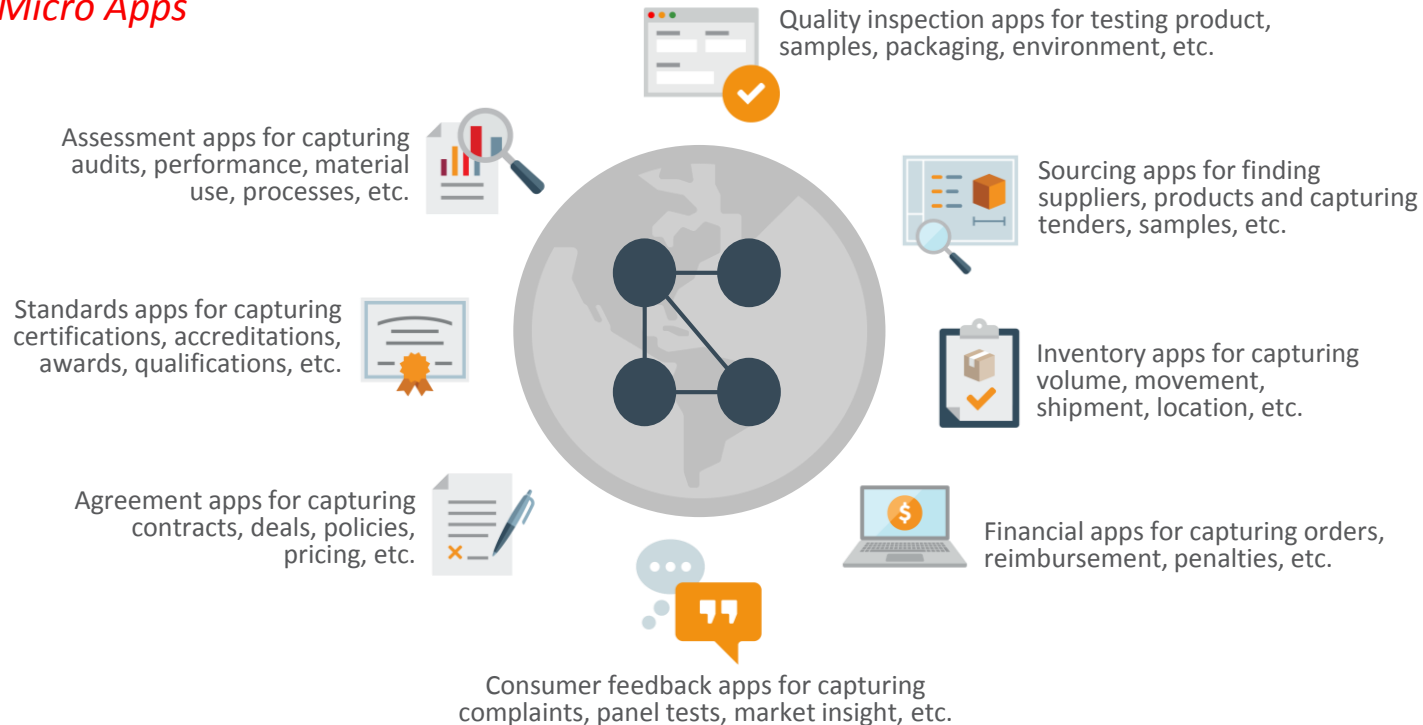 Micro Apps
Quality inspection apps for testing product,
samples, packaging, environment, etc.
Assessment apps for capturing
audits, performance, material
use, processes, etc.
Sourcing apps for finding
suppliers, products and capturing
tenders, samples, etc.
Standards apps for capturing
certifications, accreditations,
awards, qualifications, etc.
Inventory apps for capturing
volume, movement,
shipment, location, etc.
Agreement apps for capturing
contracts, deals, policies,
pricing, etc.
$
Financial apps for capturing orders,
reimbursement, penalties, etc.
Consumer feedback apps for capturing
complaints, panel tests, market insight, etc.